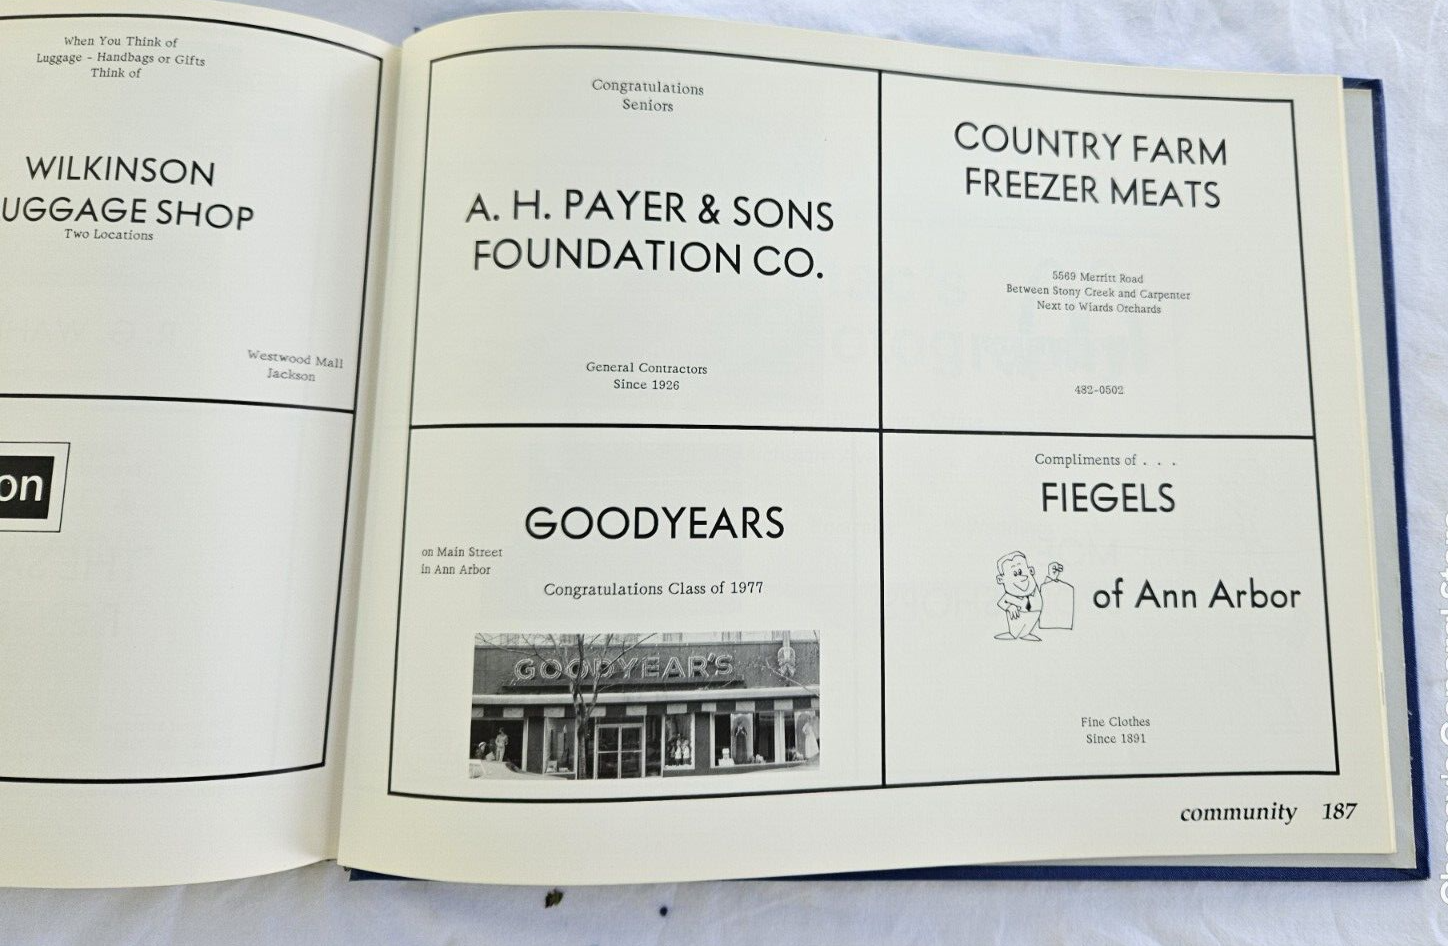 When You Think of
Luggage - Handbags or Gifts
Think of
WILKINSON
UGGAGE SHOP
Two Locations
Westwood Mall
Jackson
on
Congratulations
Seniors
A. H. PAYER & SONS
FOUNDATION CO.
General Contractors
Since 1926
COUNTRY FARM
FREEZER MEATS
5569 Merritt Road
Between Stony Creek and Carpenter
Next to Wiards Orchards
482-0502
GOODYEARS
on Main Street
in Ann Arbor
Congratulations Class of 1977
GOODYEAR'S
Compliments of . . .
FIEGELS
of Ann Arbor
Fine Clothes
Since 1891
community 187